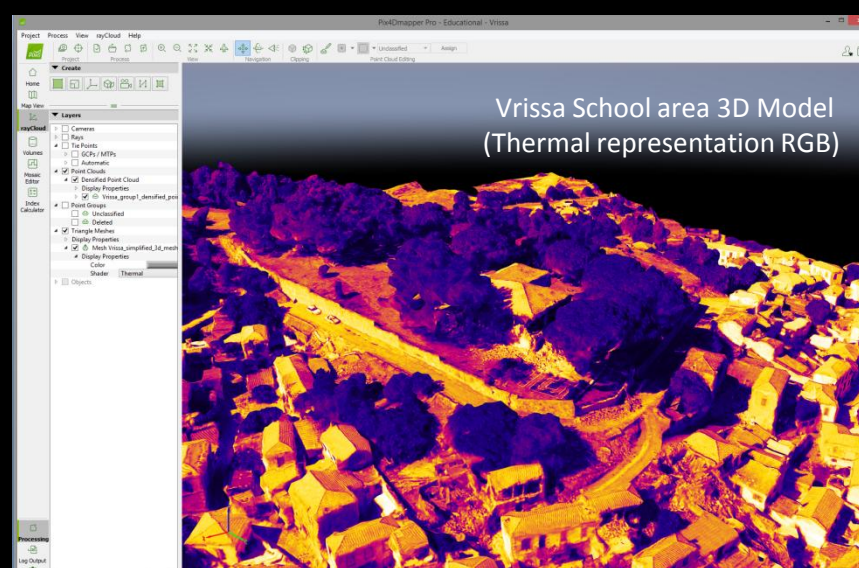 Pix4Dmapper Pro - Educational - Vrissa
Project Process View rayCloud Help
Unclassified Assign
Project Process View Navigation Clipping Point Cloud Editing
Home
Map View
rayCloud
Volumes
Mosaic
Editor
Index
Calculator
Processing
Log Output
Create
Layers
Cameras
Rays
Tie Points
GCPs / MTPs
Automatic
Point Clouds
Densified Point Cloud
Display Properties
Vrissa_group1_densified_poi
Point Groups
Unclassified
Deleted
Triangle Meshes
Display Properties
Mesh Vrissa_simplified_3d_mesh
Display Properties
Color
Shader Thermal
Objects
Vrissa School area 3D Model
(Thermal representation RGB)